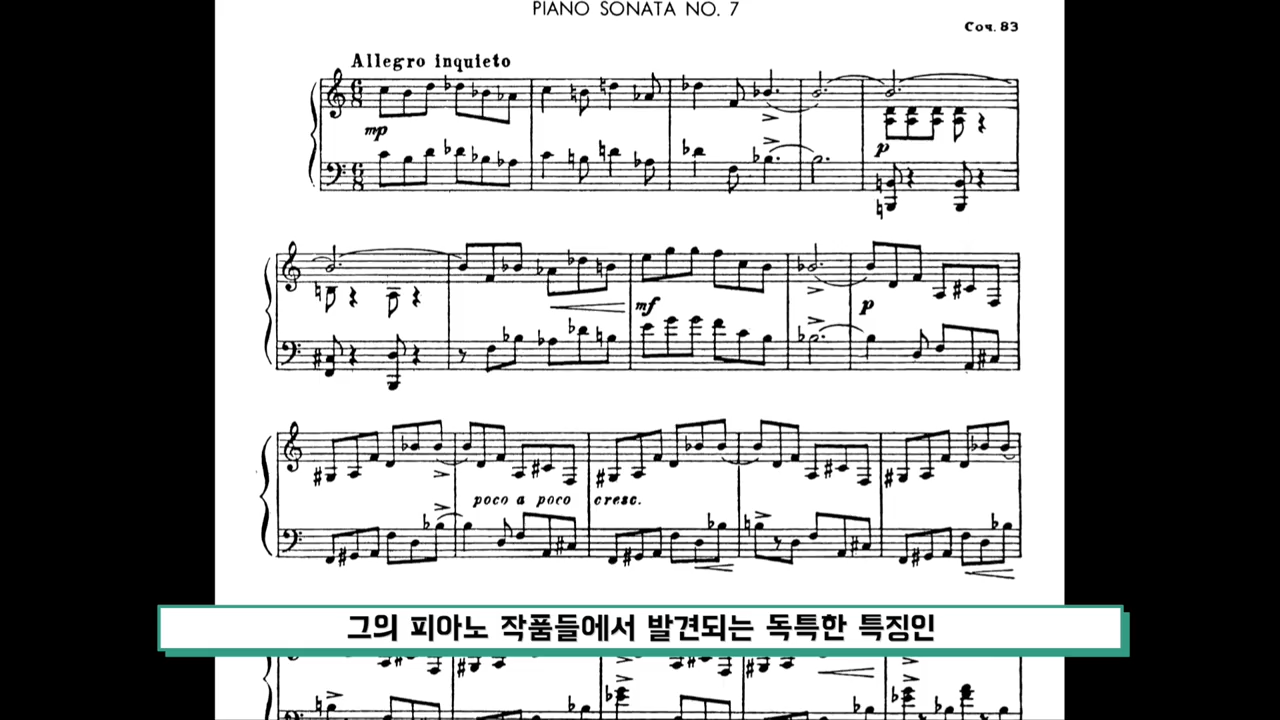 PIANO SONATA NO. 7
Соч. 83
Allegro inquieto
mp
p
mf
p
poco a poco cresc.
그의 피아노 작품들에서 발견되는 독특한 특징인